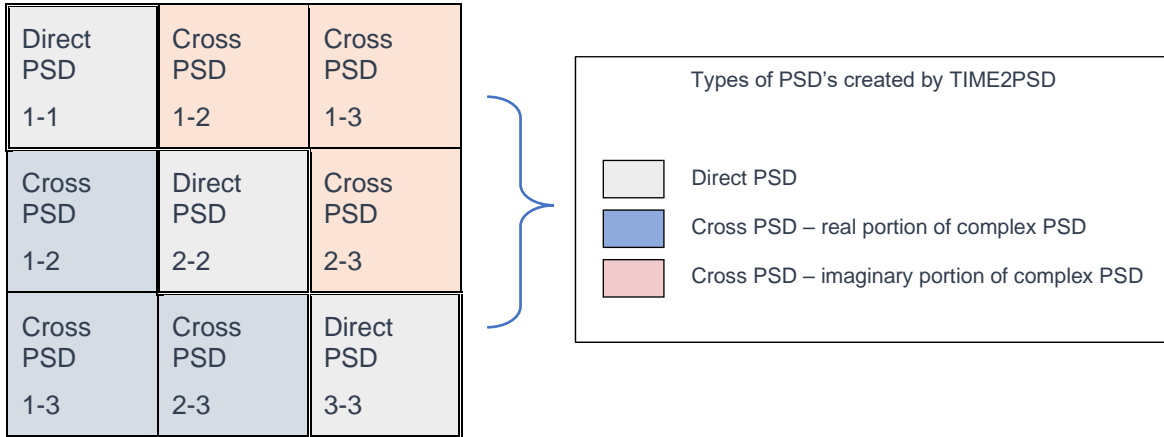 Direct
PSD
1-1
Cross
PSD
1-2
Cross
PSD
1-3
Cross
PSD
1-2
Direct
PSD
2-2
Cross
PSD
2-3
Cross
PSD
1-3
Cross
PSD
2-3
Direct
PSD
3-3
Types of PSD’s created by TIME2PSD
Direct PSD
Cross PSD – real portion of complex PSD
Cross PSD – imaginary portion of complex PSD